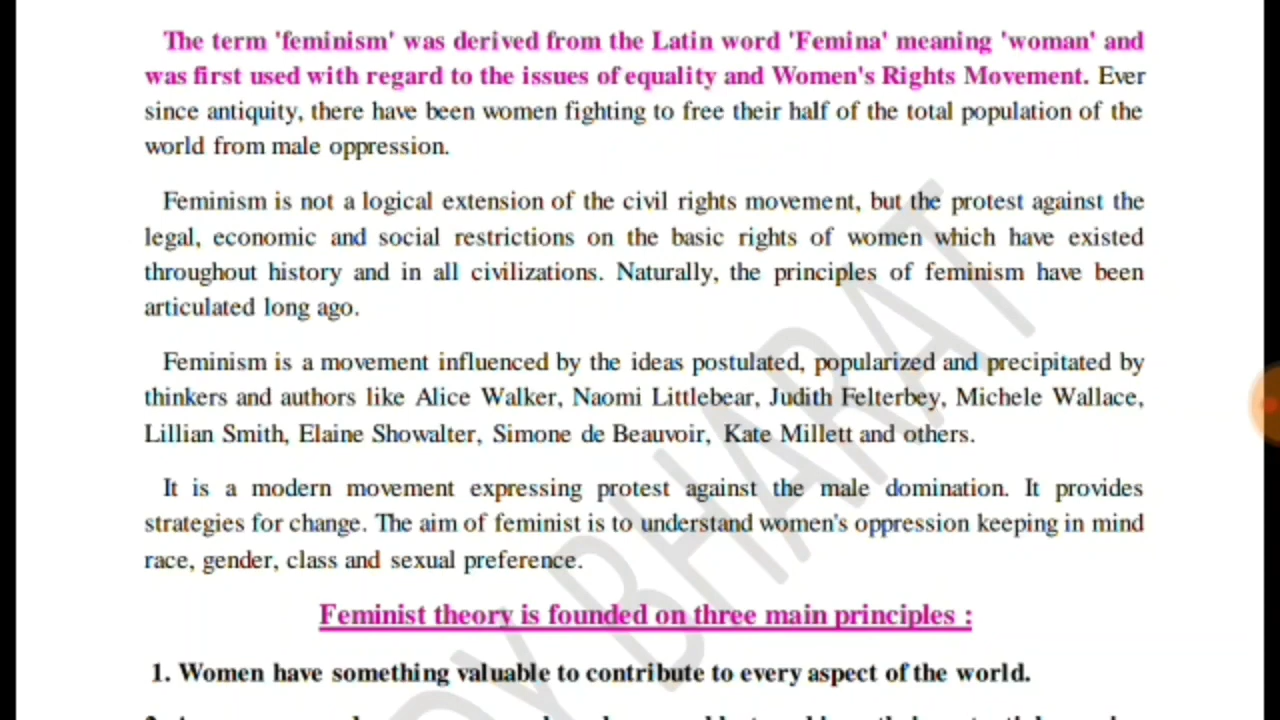 The term 'feminism' was derived from the Latin word 'Femina' meaning 'woman' and
was first used with regard to the issues of equality and Women's Rights Movement. Ever
since antiquity, there have been women fighting to free their half of the total population of the
world from male oppression.
Feminism is not a logical extension of the civil rights movement, but the protest against the
legal, economic and social restrictions on the basic rights of women which have existed
throughout history and in all civilizations. Naturally, the principles of feminism have been
articulated long ago.
Feminism is a movement influenced by the ideas postulated, popularized and precipitated by
thinkers and authors like Alice Walker, Naomi Littlebear, Judith Felterbey, Michele Wallace,
Lillian Smith, Elaine Showalter, Simone de Beauvoir, Kate Millett and others.
It is a modern movement expressing protest against the male domination. It provides
strategies for change. The aim of feminist is to understand women's oppression keeping in mind
race, gender, class and sexual preference.
Feminist theory is founded on three main principles :
1. Women have something valuable to contribute to every aspect of the world.
DY BHARAT